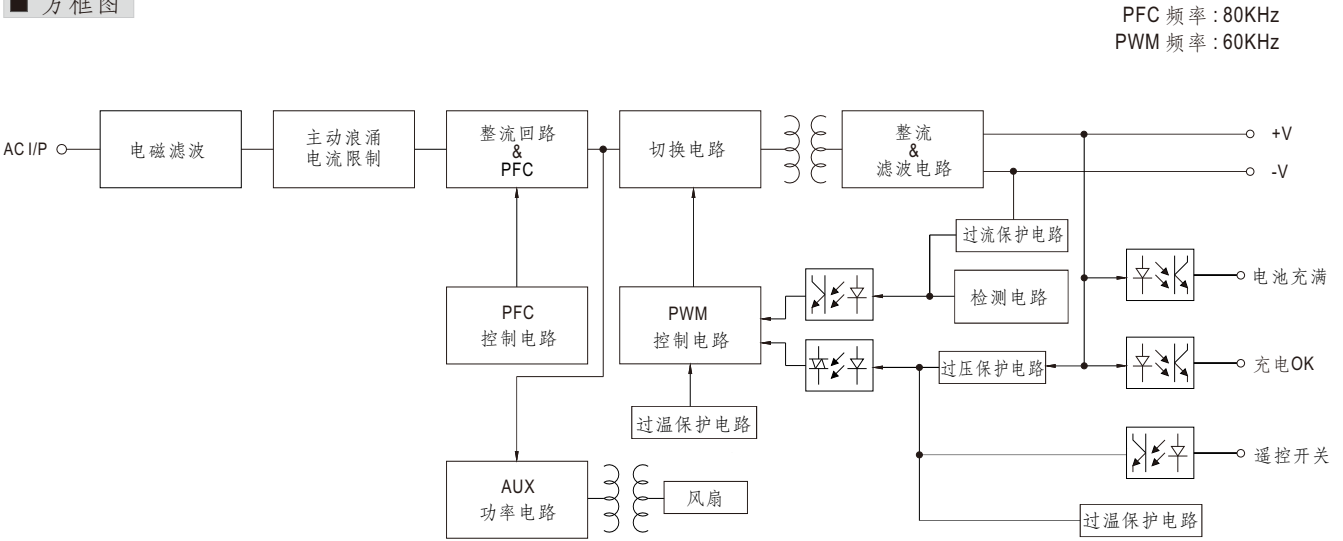 ■ 方框图
PFC 频率 : 80KHz
PWM 频率 : 60KHz
AC I/P
电磁滤波
主动浪涌
电流限制
整流回路
&
PFC
切换电路
整流
&
滤波电路
+V
-V
过流保护电路
检测电路
电池充满
PFC
控制电路
PWM
控制电路
过压保护电路
充电OK
过温保护电路
遥控开关
AUX
功率电路
风扇
过温保护电路